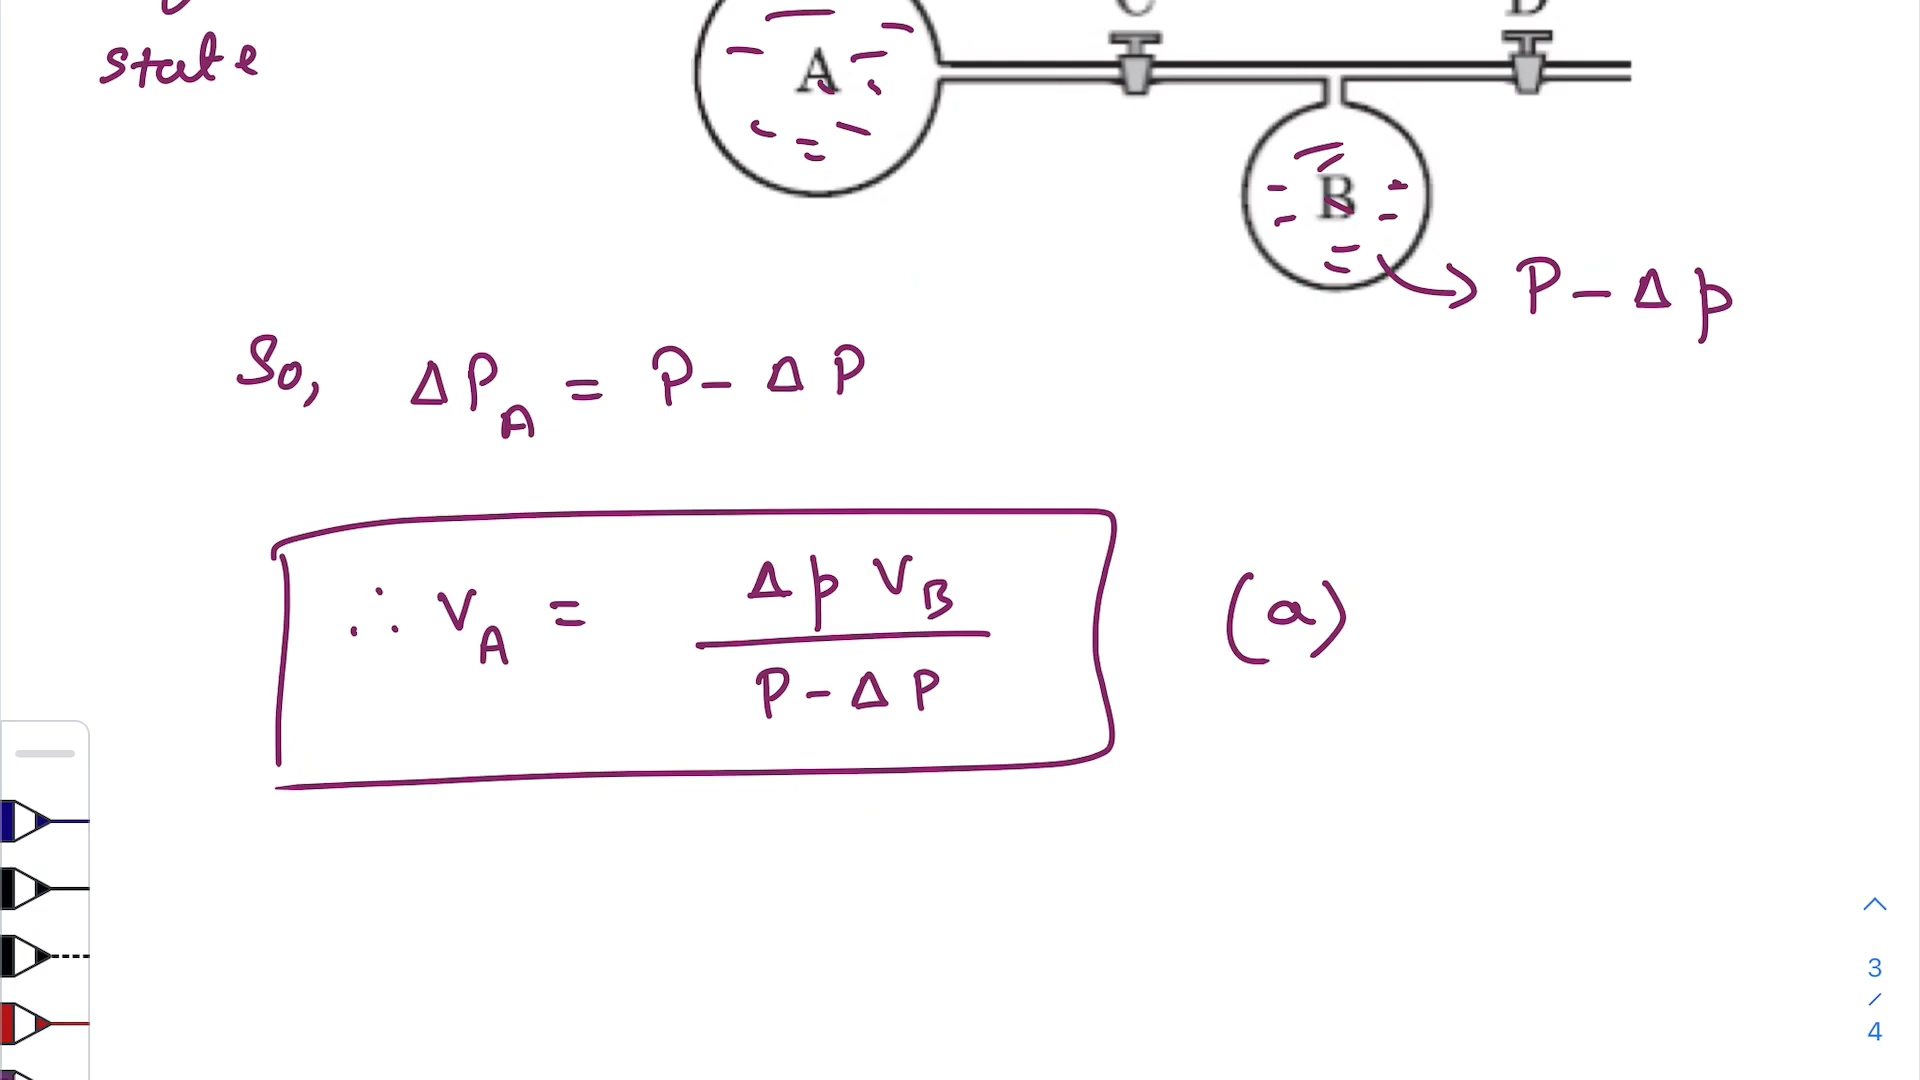 C D
state
A
B
P - Δp
So, ΔP_A = P - ΔP
∴ V_A = Δp V_B / P - ΔP (a)
3
/
4